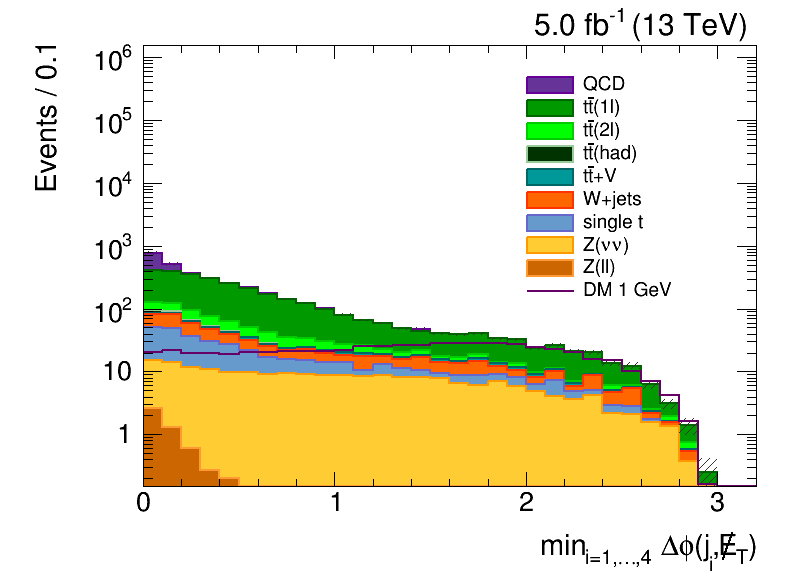 5.0 fb⁻¹ (13 TeV)
Events / 0.1
10⁶
10⁵
10⁴
10³
10²
10
1
QCD
tt̄(1l)
tt̄(2l)
tt̄(had)
tt̄+V
W+jets
single t
Z(νν)
Z(ll)
DM 1 GeV
0 1 2 3
min_{i=1,...,4} Δφ(j_i,E̸_T)